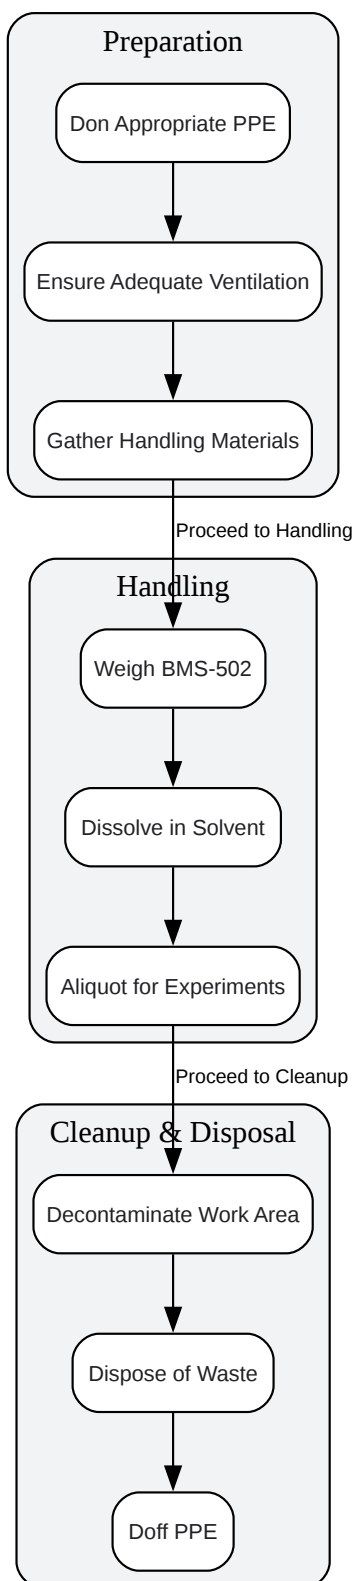 Preparation
Don Appropriate PPE
Ensure Adequate Ventilation
Gather Handling Materials
Proceed to Handling
Handling
Weigh BMS-502
Dissolve in Solvent
Aliquot for Experiments
Proceed to Cleanup
Cleanup & Disposal
Decontaminate Work Area
Dispose of Waste
Doff PPE